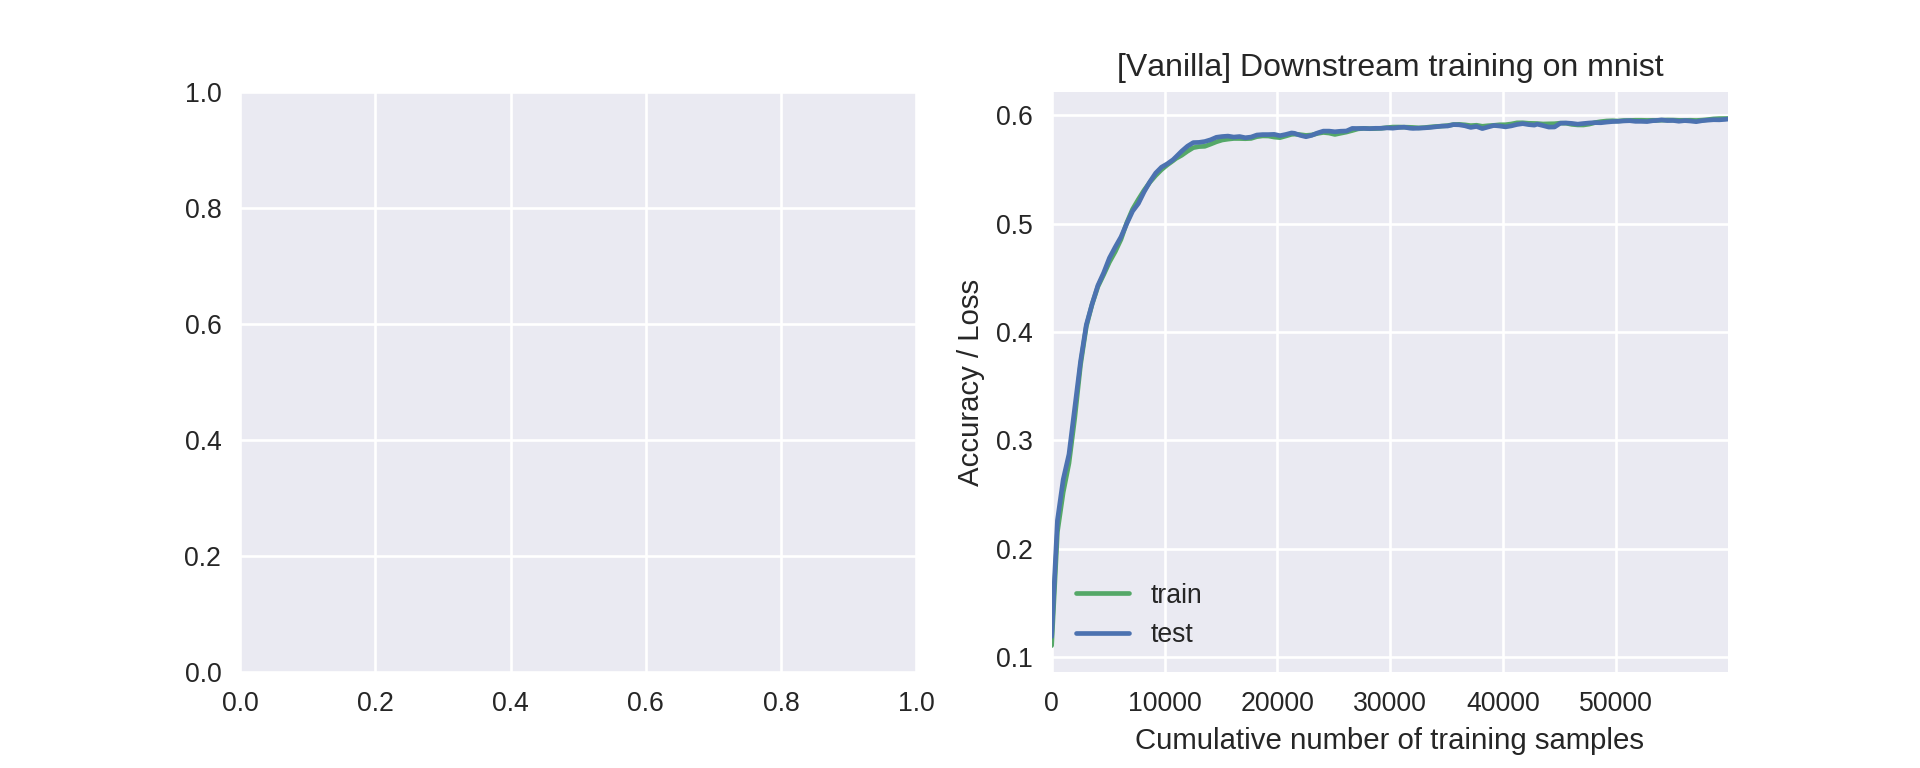 1.0
0.8
0.6
0.4
0.2
0.0
0.0 0.2 0.4 0.6 0.8 1.0
[Vanilla] Downstream training on mnist
Accuracy / Loss
0.6
0.5
0.4
0.3
0.2
0.1
train
test
0 10000 20000 30000 40000 50000
Cumulative number of training samples